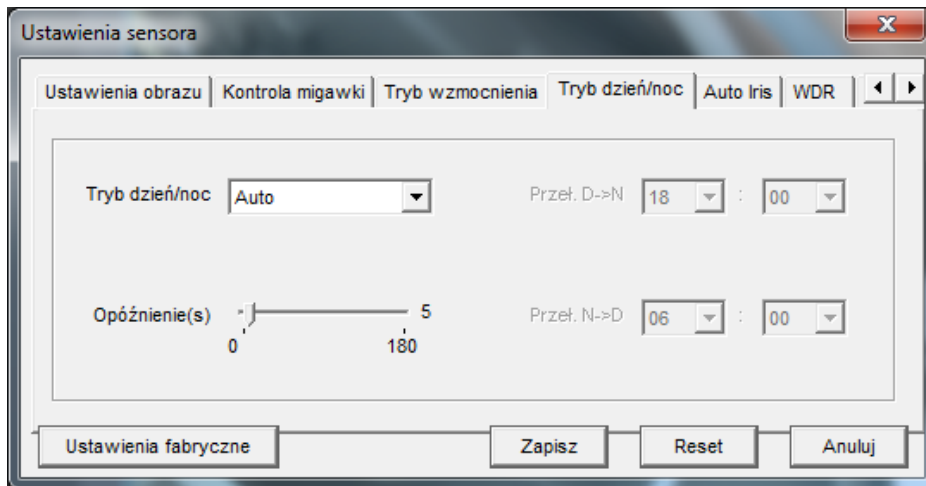 Ustawienia sensora
Ustawienia obrazu Kontrola migawki Tryb wzmocnienia Tryb dzień/noc Auto Iris WDR
Tryb dzień/noc Auto Przeł. D->N 18 : 00
Opóźnienie(s) 5 Przeł. N->D 06 : 00
0 180
Ustawienia fabryczne Zapisz Reset Anuluj